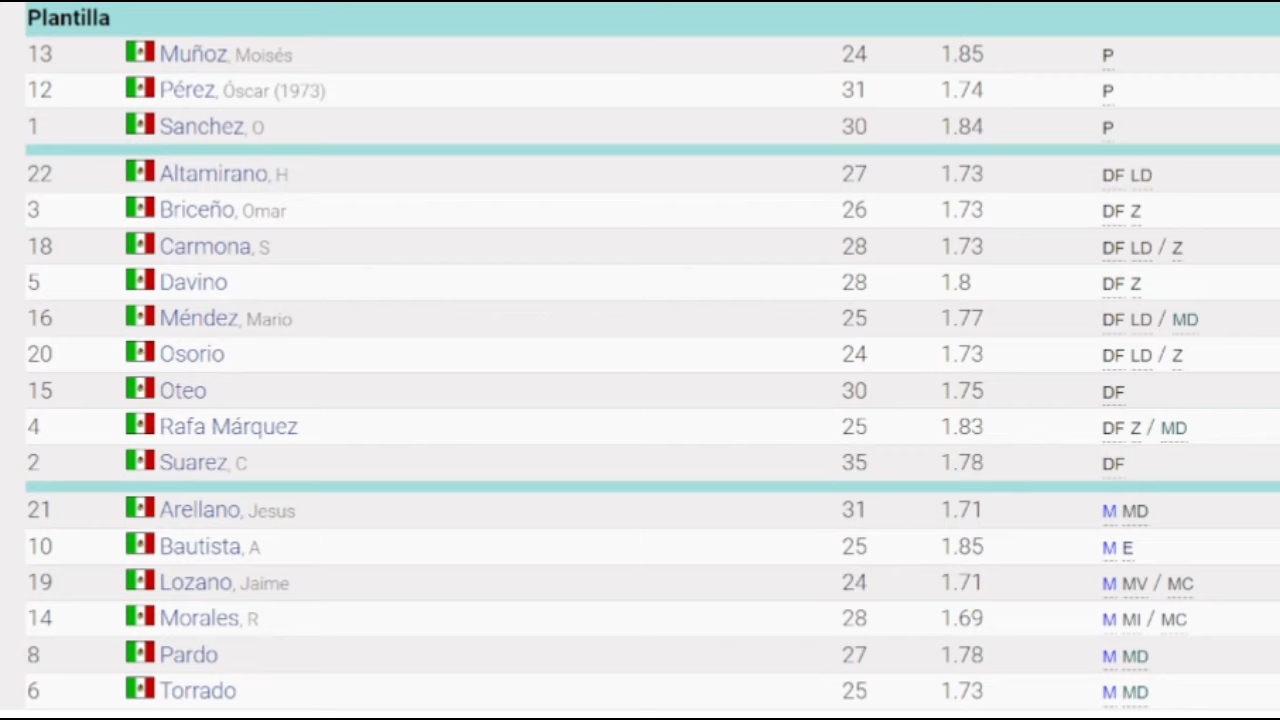 Plantilla
13 Muñoz, Moisés 24 1.85 P
12 Pérez, Óscar (1973) 31 1.74 P
1 Sanchez, O 30 1.84 P
22 Altamirano, H 27 1.73 DF LD
3 Briceño, Omar 26 1.73 DF Z
18 Carmona, S 28 1.73 DF LD / Z
5 Davino 28 1.8 DF Z
16 Méndez, Mario 25 1.77 DF LD / MD
20 Osorio 24 1.73 DF LD / Z
15 Oteo 30 1.75 DF
4 Rafa Márquez 25 1.83 DF Z / MD
2 Suarez, C 35 1.78 DF
21 Arellano, Jesus 31 1.71 M MD
10 Bautista, A 25 1.85 M E
19 Lozano, Jaime 24 1.71 M MV / MC
14 Morales, R 28 1.69 M MI / MC
8 Pardo 27 1.78 M MD
6 Torrado 25 1.73 M MD